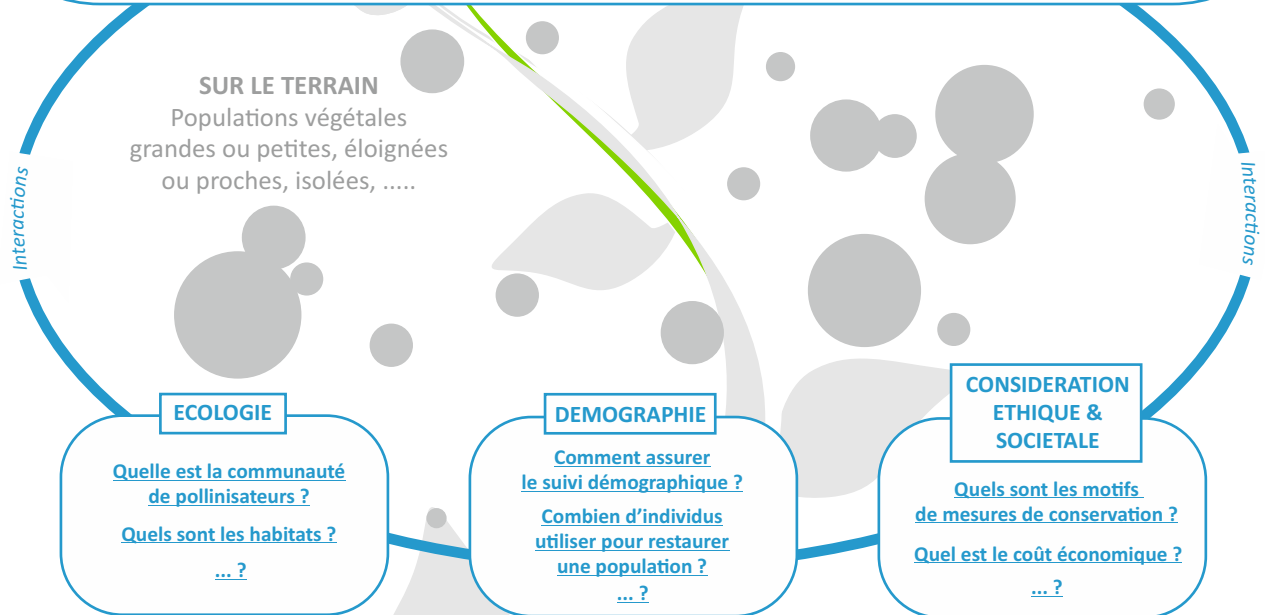 SUR LE TERRAIN
Populations végétales
grandes ou petites, éloignées
ou proches, isolées, .....
Interactions
Interactions
ECOLOGIE
Quelle est la communauté
de pollinisateurs ?
Quels sont les habitats ?
... ?
DEMOGRAPHIE
Comment assurer
le suivi démographique ?
Combien d’individus
utiliser pour restaurer
une population ?
... ?
CONSIDERATION
ETHIQUE &
SOCIETALE
Quels sont les motifs
de mesures de conservation ?
Quel est le coût économique ?
... ?